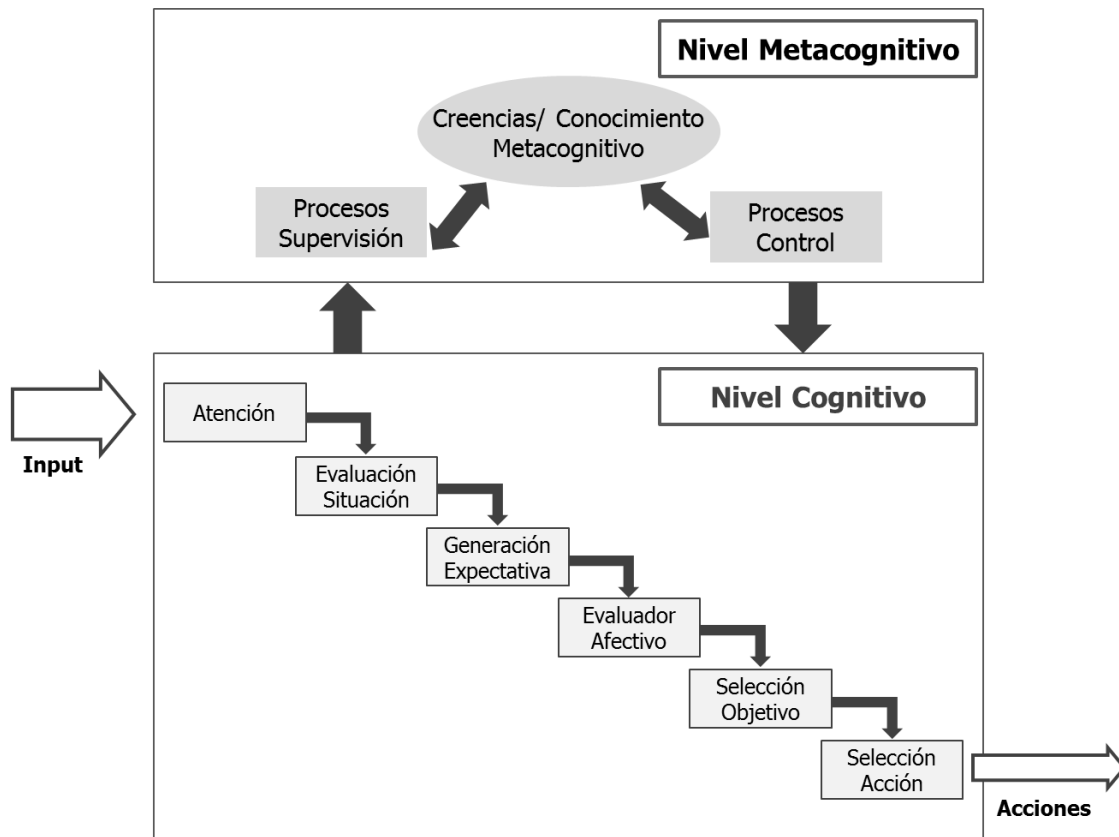 Nivel Metacognitivo
Creencias/ Conocimiento
Metacognitivo
Procesos
Supervisión
Procesos
Control
Nivel Cognitivo
Input
Atención
Evaluación
Situación
Generación
Expectativa
Evaluador
Afectivo
Selección
Objetivo
Selección
Acción
Acciones